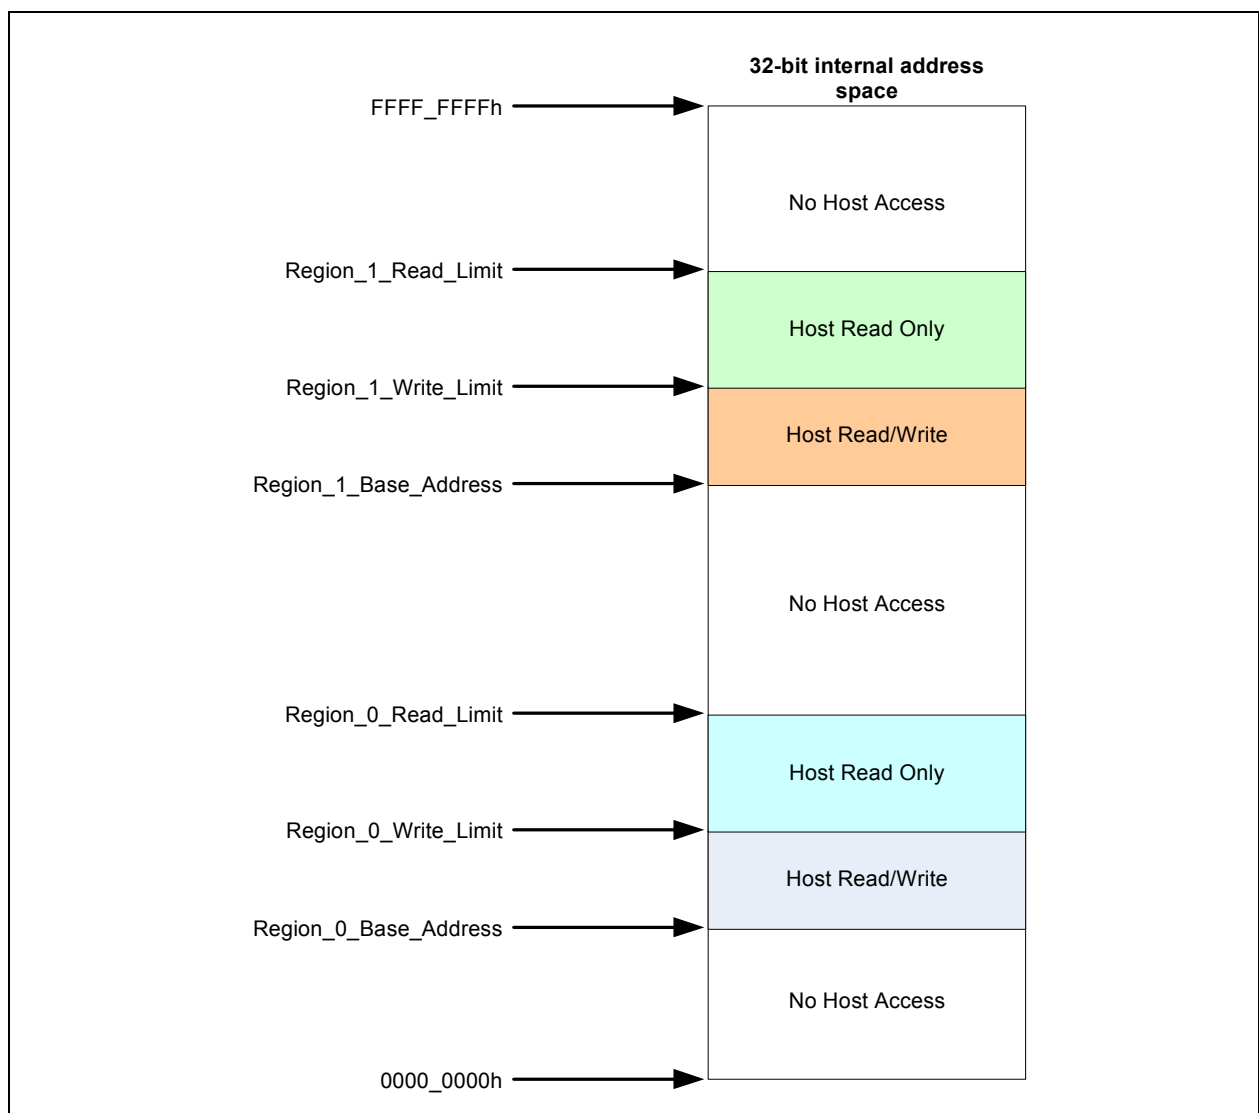 32-bit internal address
space
FFFF_FFFFh
No Host Access
Region_1_Read_Limit
Host Read Only
Region_1_Write_Limit
Host Read/Write
Region_1_Base_Address
No Host Access
Region_0_Read_Limit
Host Read Only
Region_0_Write_Limit
Host Read/Write
Region_0_Base_Address
No Host Access
0000_0000h